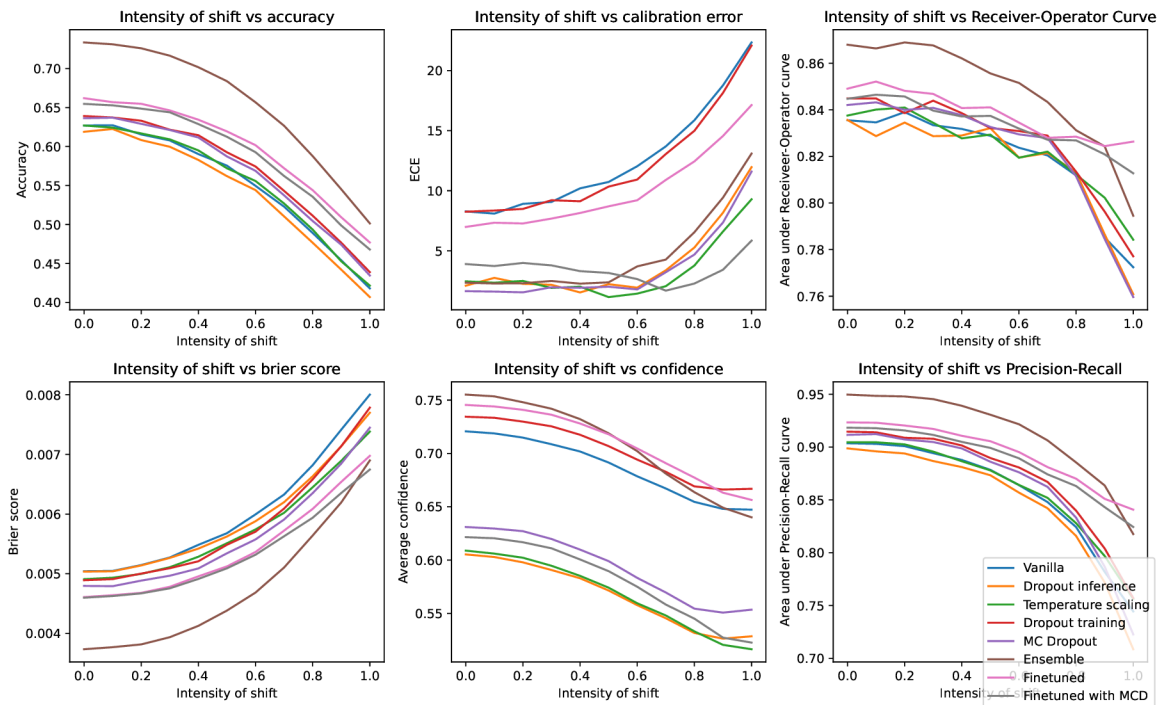 Intensity of shift vs accuracy
Accuracy
0.70
0.65
0.60
0.55
0.50
0.45
0.40
0.0 0.2 0.4 0.6 0.8 1.0
Intensity of shift
Intensity of shift vs calibration error
ECE
20
15
10
5
0.0 0.2 0.4 0.6 0.8 1.0
Intensity of shift
Intensity of shift vs Receiver-Operator Curve
Area under Receiveer-Operator curve
0.86
0.84
0.82
0.80
0.78
0.76
0.0 0.2 0.4 0.6 0.8 1.0
Intensity of shift
Intensity of shift vs brier score
Brier score
0.008
0.007
0.006
0.005
0.004
0.0 0.2 0.4 0.6 0.8 1.0
Intensity of shift
Intensity of shift vs confidence
Average confidence
0.75
0.70
0.65
0.60
0.55
0.0 0.2 0.4 0.6 0.8 1.0
Intensity of shift
Intensity of shift vs Precision-Recall
Area under Precision-Recall curve
0.95
0.90
0.85
0.80
0.75
0.70
0.0 0.2 0.4 0.6 0.8 1.0
Intensity of shift
Vanilla
Dropout inference
Temperature scaling
Dropout training
MC Dropout
Ensemble
Finetuned
Finetuned with MCD